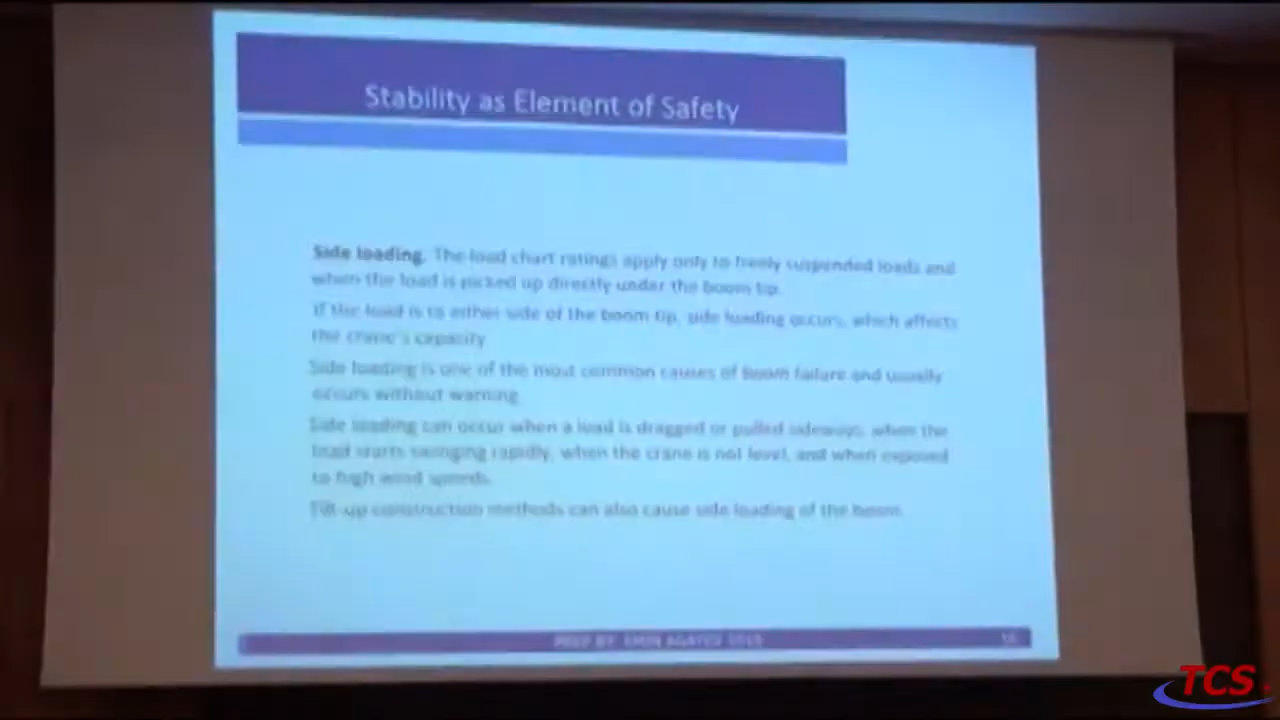 Stability as Element of Safety
Side loading. The load chart ratings apply only to freely suspended loads and
when the load is picked up directly under the boom tip.
If the load is to either side of the boom tip, side loading occurs, which affects
the crane's capacity
Side loading is one of the most common causes of boom failure and usually
occurs without warning
Side loading can occur when a load is dragged or pulled sideways, when the
load starts swinging rapidly, when the crane is not level, and when exposed
to high wind speeds.
Tilt-up construction methods can also cause side loading of the boom
BY EMIN AGAYEV
TCS